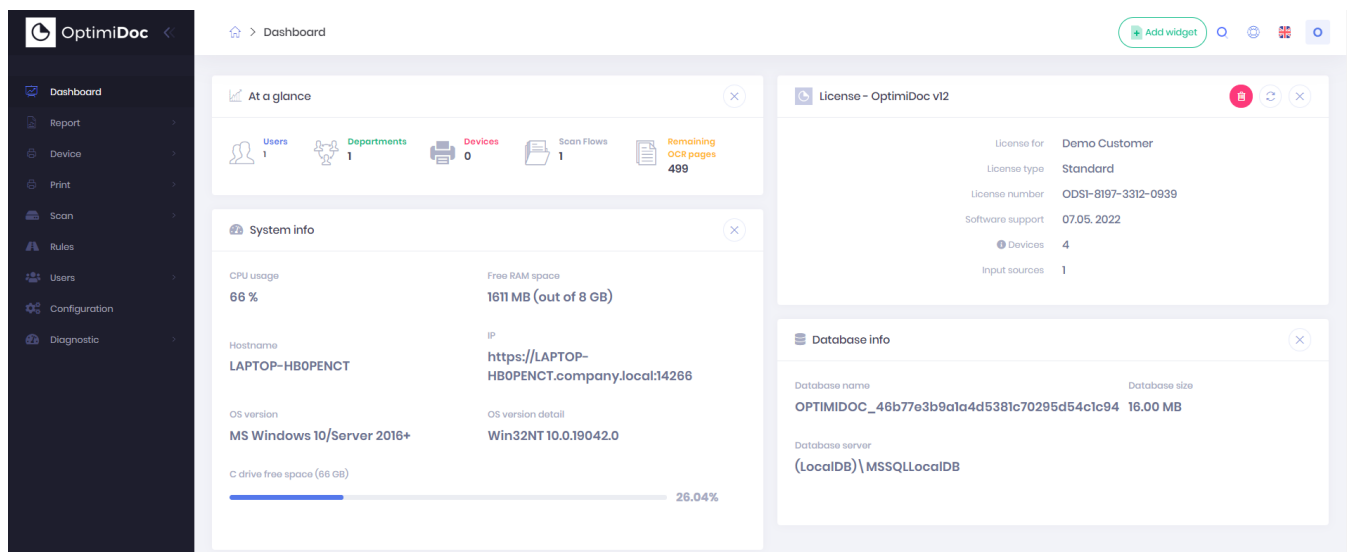 OptimiDoc
Dashboard
Report
Device
Print
Scan
Rules
Users
Configuration
Diagnostic
> Dashboard
Add widget
O
At a glance
Users
1
Departments
1
Devices
0
Scan Flows
1
Remaining
OCR pages
499
System info
CPU usage
66 %
Free RAM space
1611 MB (out of 8 GB)
Hostname
LAPTOP-HB0PENCT
IP
https://LAPTOP-
HB0PENCT.company.local:14266
OS version
MS Windows 10/Server 2016+
OS version detail
Win32NT 10.0.19042.0
C drive free space (66 GB)
26.04%
License - OptimiDoc v12
License for Demo Customer
License type Standard
License number ODS1-8197-3312-0939
Software support 07.05. 2022
Devices 4
Input sources 1
Database info
Database name
OPTIMIDOC_46b77e3b9a1a4d5381c70295d54c1c94
Database size
16.00 MB
Database server
(LocalDB)\MSSQLLocalDB